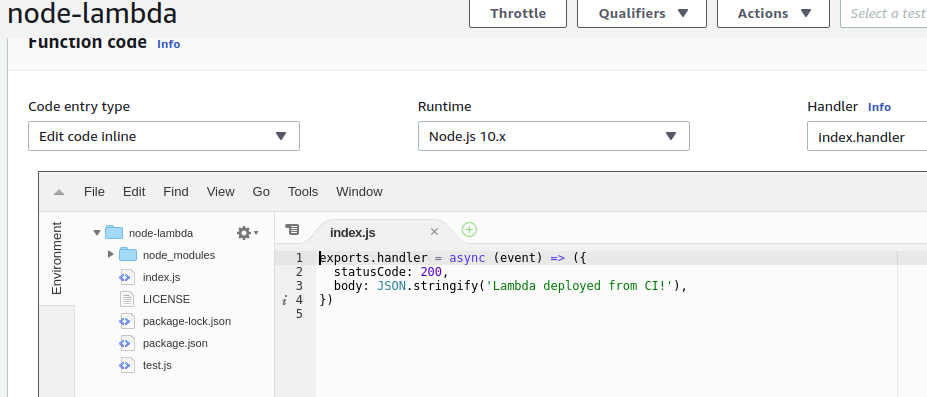 node-lambda
Throttle
Qualifiers
Actions
Select a test
Function code Info
Code entry type
Runtime
Handler Info
Edit code inline
Node.js 10.x
index.handler
File Edit Find View Go Tools Window
Environment
node-lambda
node_modules
index.js
LICENSE
package-lock.json
package.json
test.js
index.js
1 exports.handler = async (event) => ({
2 statusCode: 200,
3 body: JSON.stringify('Lambda deployed from CI!'),
i 4 })
5